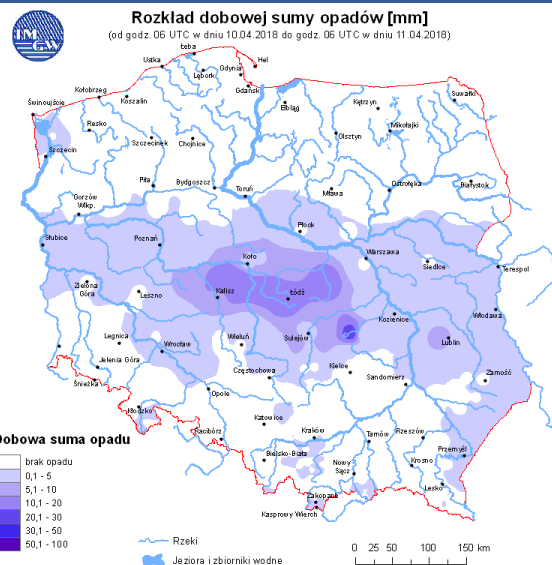 Rozkład dobowej sumy opadów [mm]
(od godz. 06 UTC w dniu 10.04.2018 do godz. 06 UTC w dniu 11.04.2018)
IMGW
Łeba
Ustka
Lębork
Gdynia
Hel
Gdańsk
Kołobrzeg
Koszalin
Świnoujście
Resko
Szczecinek
Chojnice
Elbląg
Kętrzyn
Suwałki
Mikołajki
Olsztyn
Szczecin
Piła
Bydgoszcz
Toruń
Mława
Ostrołęka
Białystok
Gorzów
Wlkp.
Płock
Słubice
Poznań
Koło
Warszawa
Siedlce
Terespol
Zielona
Góra
Leszno
Kalisz
Łódź
Kozienice
Włodawa
Legnica
Wrocław
Wieluń
Sulejów
Lublin
Jelenia Góra
Śnieżka
Częstochowa
Kielce
Sandomierz
Zamość
Opole
Kłodzko
Racibórz
Katowice
Kraków
Tarnów
Rzeszów
Przemyśl
Bielsko-Biała
Nowy
Sącz
Krosno
Lesko
Zakopane
Kasprowy Wierch
Dobowa suma opadu
brak opadu
0,1 - 5
5,1 - 10
10,1 - 20
20,1 - 30
30,1 - 50
50,1 - 100
Rzeki
Jeziora i zbiorniki wodne
0 25 50 100 150 km